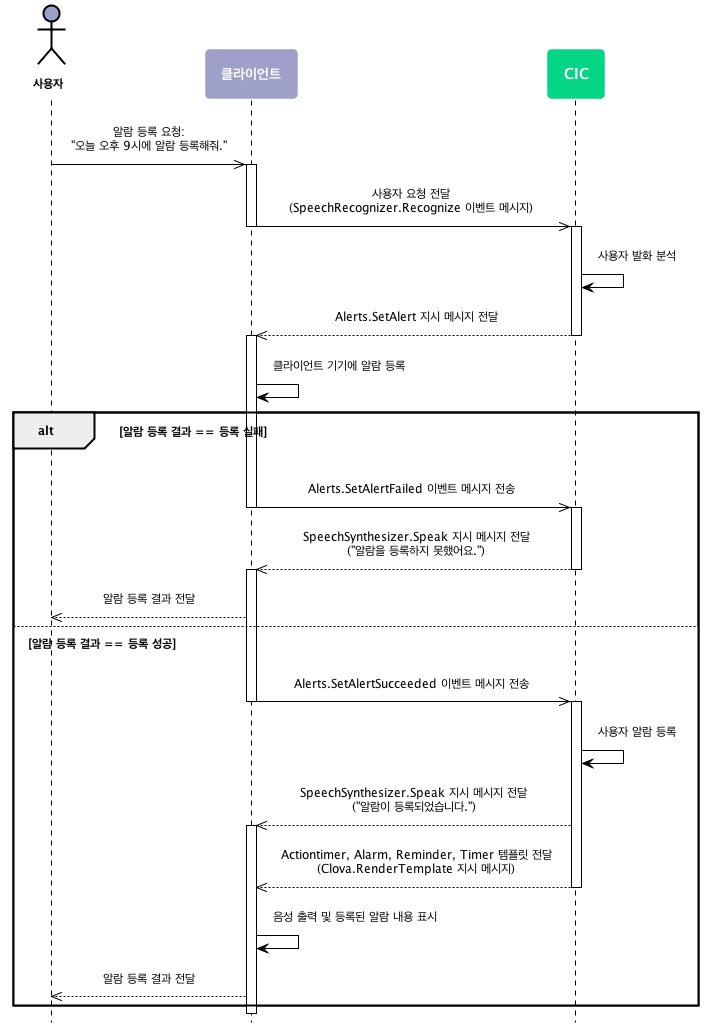 사용자
클라이언트
CIC
알람 등록 요청:
"오늘 오후 9시에 알람 등록해줘."
사용자 요청 전달
(SpeechRecognizer.Recognize 이벤트 메시지)
사용자 발화 분석
Alerts.SetAlert 지시 메시지 전달
클라이언트 기기에 알람 등록
alt
[알람 등록 결과 == 등록 실패]
Alerts.SetAlertFailed 이벤트 메시지 전송
SpeechSynthesizer.Speak 지시 메시지 전달
("알람을 등록하지 못했어요.")
알람 등록 결과 전달
[알람 등록 결과 == 등록 성공]
Alerts.SetAlertSucceeded 이벤트 메시지 전송
사용자 알람 등록
SpeechSynthesizer.Speak 지시 메시지 전달
("알람이 등록되었습니다.")
Actiontimer, Alarm, Reminder, Timer 템플릿 전달
(Clova.RenderTemplate 지시 메시지)
음성 출력 및 등록된 알람 내용 표시
알람 등록 결과 전달